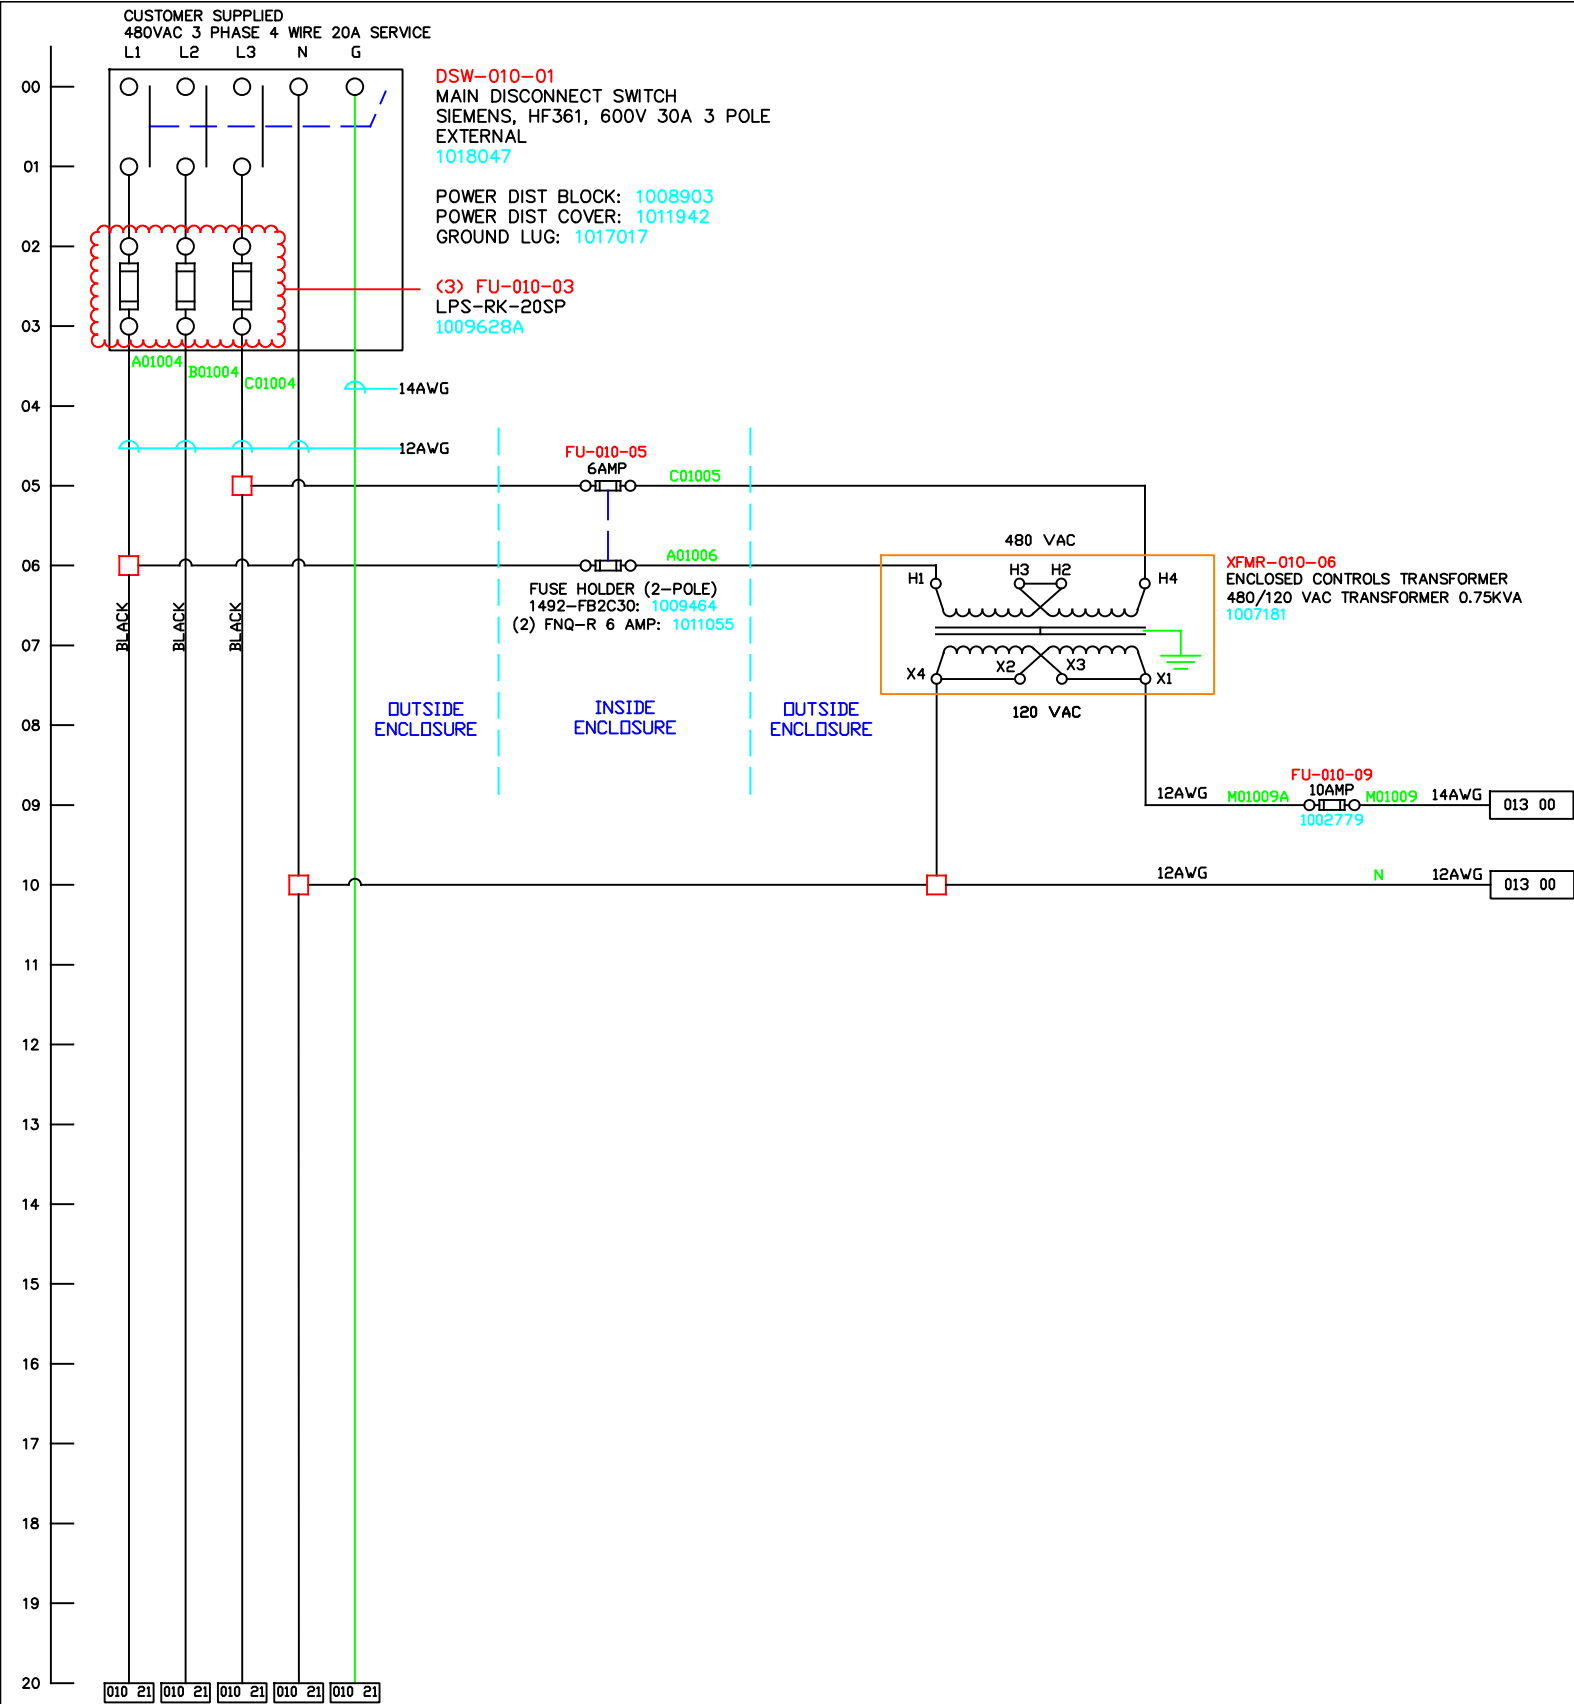 CUSTOMER SUPPLIED
480VAC 3 PHASE 4 WIRE 20A SERVICE
L1 L2 L3 N G
00
DSW-010-01
MAIN DISCONNECT SWITCH
SIEMENS, HF361, 600V 30A 3 POLE
EXTERNAL
1018047
01
POWER DIST BLOCK: 1008903
POWER DIST COVER: 1011942
GROUND LUG: 1017017
02
(3) FU-010-03
LPS-RK-20SP
1009628A
03
A01004
B01004
C01004
14AWG
04
12AWG
FU-010-05
6AMP
C01005
05
480 VAC
A01006
06
H1 H3 H2 H4
XFMR-010-06
ENCLOSED CONTROLS TRANSFORMER
480/120 VAC TRANSFORMER 0.75KVA
1007181
FUSE HOLDER (2-POLE)
1492-FB2C30: 1009464
(2) FNQ-R 6 AMP: 1011055
BLACK BLACK BLACK
07
X4 X2 X3 X1
120 VAC
OUTSIDE
ENCLOSURE
INSIDE
ENCLOSURE
OUTSIDE
ENCLOSURE
08
FU-010-09
10AMP
09
12AWG M01009A M01009 14AWG 013 00
1002779
10
12AWG N 12AWG 013 00
11
12
13
14
15
16
17
18
19
20
010 21 010 21 010 21 010 21 010 21